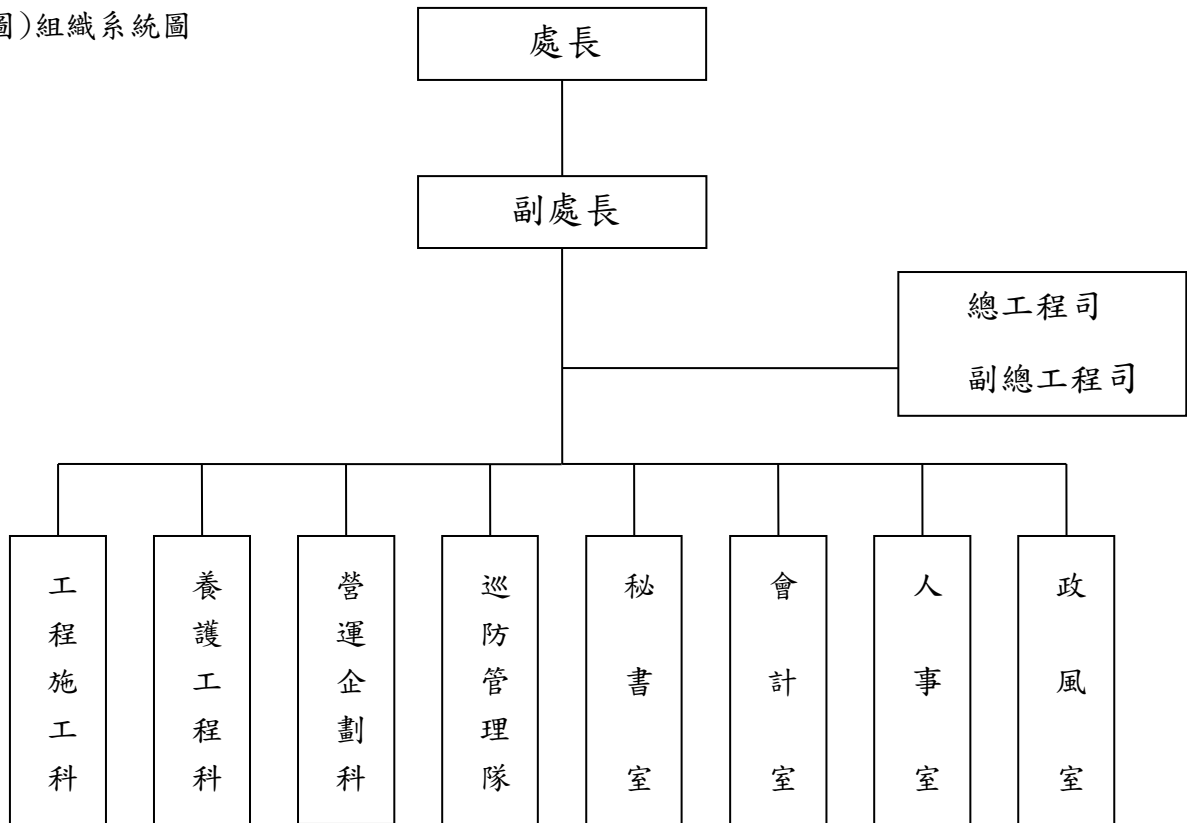 圖)組織系統圖
處長
副處長
總工程司
副總工程司
工程施工科
養護工程科
營運企劃科
巡防管理隊
秘書室
會計室
人事室
政風室